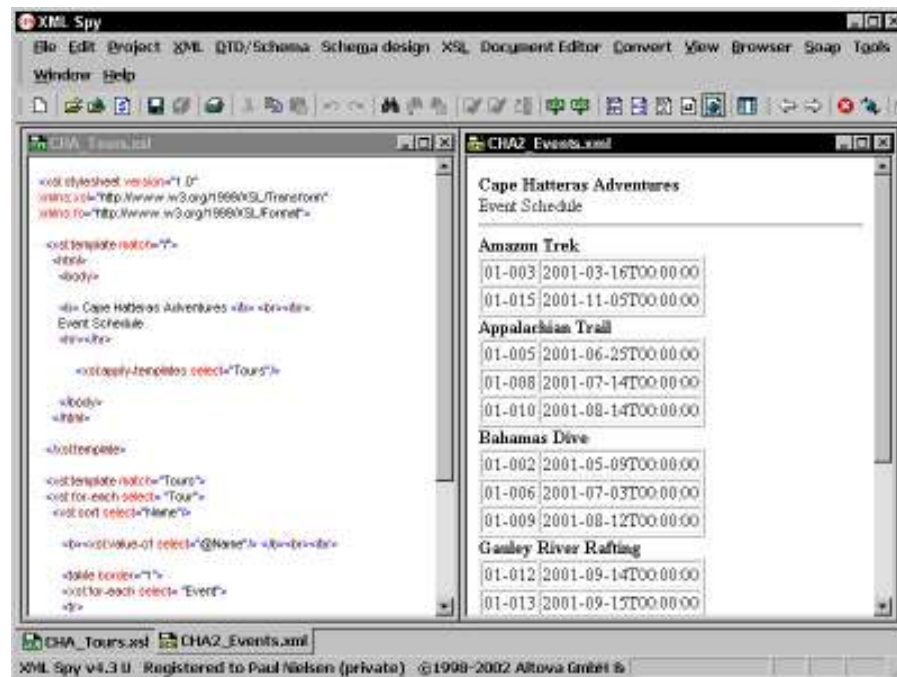 XML Spy
File Edit Project XML DTD/Schema Schema design XSL Document Editor Convert View Browser Soap Tools
Window Help
CHA_Tours.xsl
<xsl:stylesheet version="1.0"
xmlns:xsl="http://www.w3.org/1999/XSL/Transform"
xmlns:fo="http://www.w3.org/1999/XSL/Format">
<xsl:template match="/">
<html>
<body>
<b> Cape Hatteras Adventures </b> <br></br>
Event Schedule
<hr></hr>
<xsl:apply-templates select="Tours"/>
</body>
</html>
</xsl:template>
<xsl:template match="Tours">
<xsl:for-each select= "Tour">
<xsl:sort select="Name"/>
<b><xsl:value-of select="@Name"/> </b><br></br>
<table border="1">
<xsl:for-each select= "Event">
<tr>
CHA2_Events.xml
Cape Hatteras Adventures
Event Schedule
Amazon Trek
01-003 2001-03-16T00:00:00
01-015 2001-11-05T00:00:00
Appalachian Trail
01-005 2001-06-25T00:00:00
01-008 2001-07-14T00:00:00
01-010 2001-08-14T00:00:00
Bahamas Dive
01-002 2001-05-09T00:00:00
01-006 2001-07-03T00:00:00
01-009 2001-08-12T00:00:00
Gauley River Rafting
01-012 2001-09-14T00:00:00
01-013 2001-09-15T00:00:00
CHA_Tours.xsl CHA2_Events.xml
XML Spy v4.3 U Registered to Paul Nielsen (private) ©1998-2002 Altova GmbH &